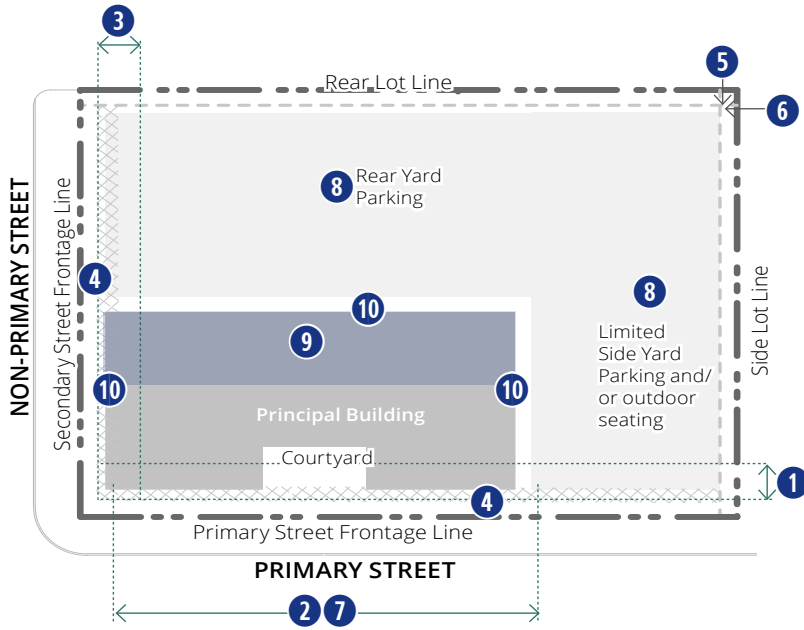 3
Rear Lot Line
5
6
8 Rear Yard
Parking
NON-PRIMARY STREET
Secondary Street Frontage Line
4
8
Limited
Side Yard
Parking and/
or outdoor
seating
Side Lot Line
10
9
10
10
Principal Building
Courtyard
1
4
Primary Street Frontage Line
PRIMARY STREET
2 7